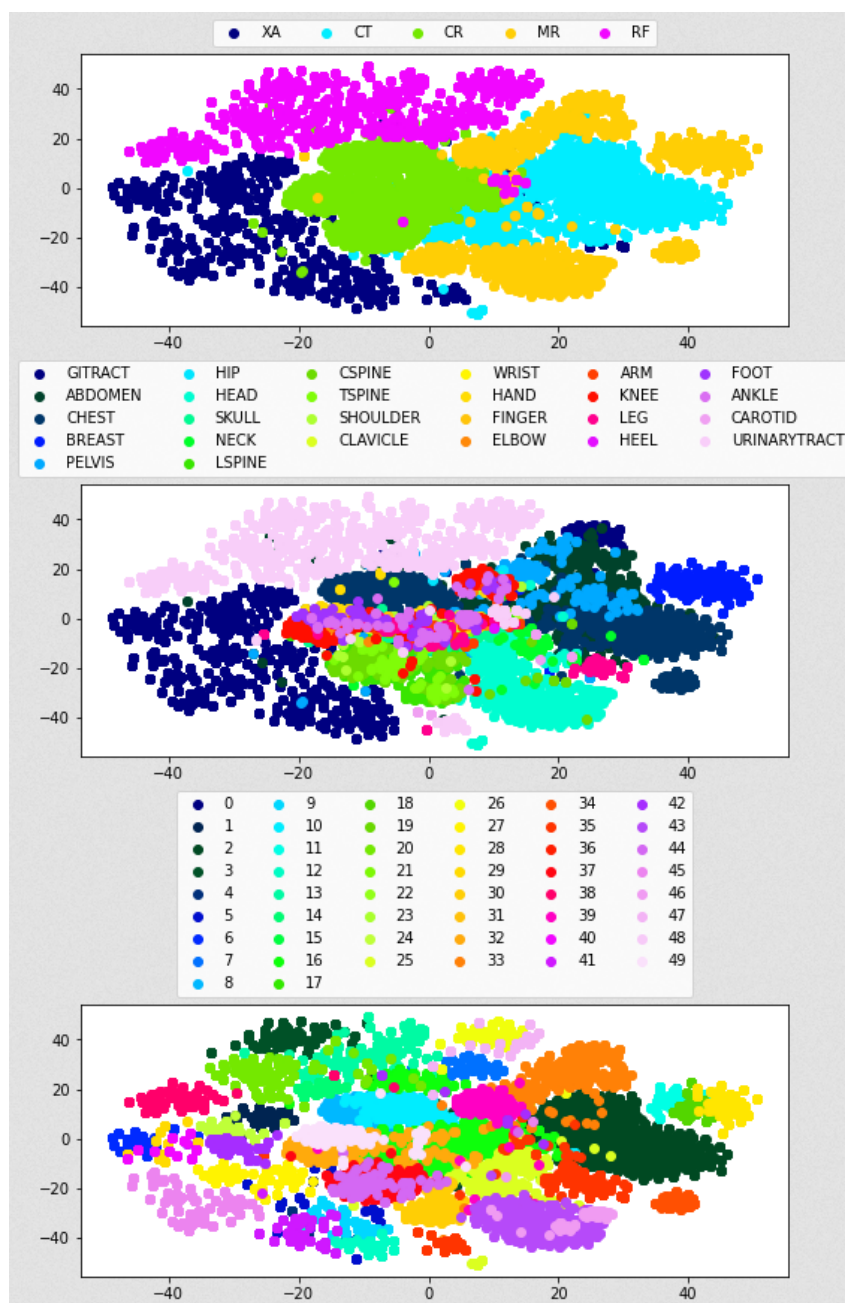 XA CT CR MR RF
40
20
0
−20
−40
−40 −20 0 20 40
GITRACT HIP CSPINE WRIST ARM FOOT
ABDOMEN HEAD TSPINE HAND KNEE ANKLE
CHEST SKULL SHOULDER FINGER LEG CAROTID
BREAST NECK CLAVICLE ELBOW HEEL URINARYTRACT
PELVIS LSPINE
40
20
0
−20
−40
−40 −20 0 20 40
0 9 18 26 34 42
1 10 19 27 35 43
2 11 20 28 36 44
3 12 21 29 37 45
4 13 22 30 38 46
5 14 23 31 39 47
6 15 24 32 40 48
7 16 25 33 41 49
8 17
40
20
0
−20
−40
−40 −20 0 20 40